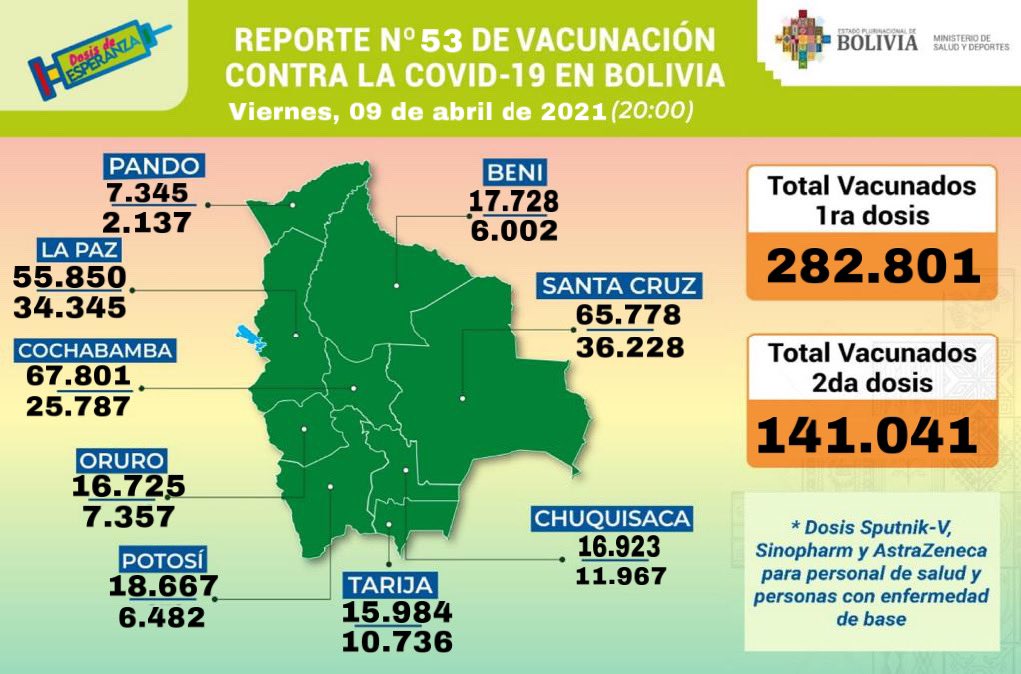 Dosis de
ESPERANZA
REPORTE Nº 53 DE VACUNACIÓN
CONTRA LA COVID-19 EN BOLIVIA
Viernes, 09 de abril de 2021 (20:00)
ESTADO PLURINACIONAL DE
BOLIVIA
MINISTERIO DE
SALUD Y DEPORTES
PANDO
7.345
2.137
BENI
17.728
6.002
LA PAZ
55.850
34.345
SANTA CRUZ
65.778
36.228
COCHABAMBA
67.801
25.787
ORURO
16.725
7.357
CHUQUISACA
16.923
11.967
POTOSÍ
18.667
6.482
TARIJA
15.984
10.736
Total Vacunados
1ra dosis
282.801
Total Vacunados
2da dosis
141.041
* Dosis Sputnik-V,
Sinopharm y AstraZeneca
para personal de salud y
personas con enfermedad
de base